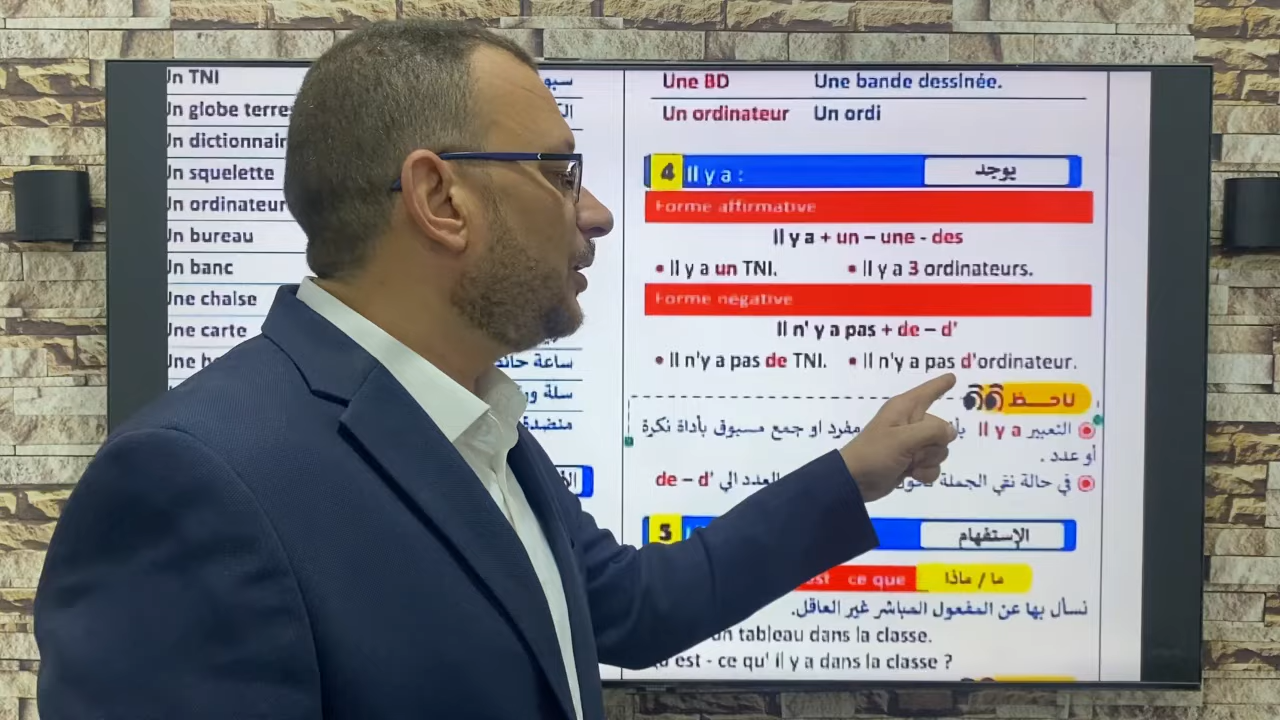 Un TNI
Un globe
Un
Un squelette
Un ordinateur
Un bureau
Un banc
Une chaise
Une carte
Une
ساعة
سلة
منضدة
Une BD Une bande dessinée.
Un ordinateur Un ordi
4 Il y a : يوجد
Forme affirmative
Il y a + un – une - des
• Il y a un TNI. • Il y a 3 ordinateurs.
Forme négative
Il n' y a pas + de – d'
• Il n'y a pas de TNI. • Il n'y a pas d'ordinateur.
لاحـــظ
التعبير Il y a مفرد او جمع مسبوق بأداة نكرة
أو عدد .
في حالة نفي الجملة العدد الي de – d'
5 الإستفهام
est ce que ما / ماذا
نسأل بها عن المفعول المباشر غير العاقل.
un tableau dans la classe.
est - ce qu' il y a dans la classe ?